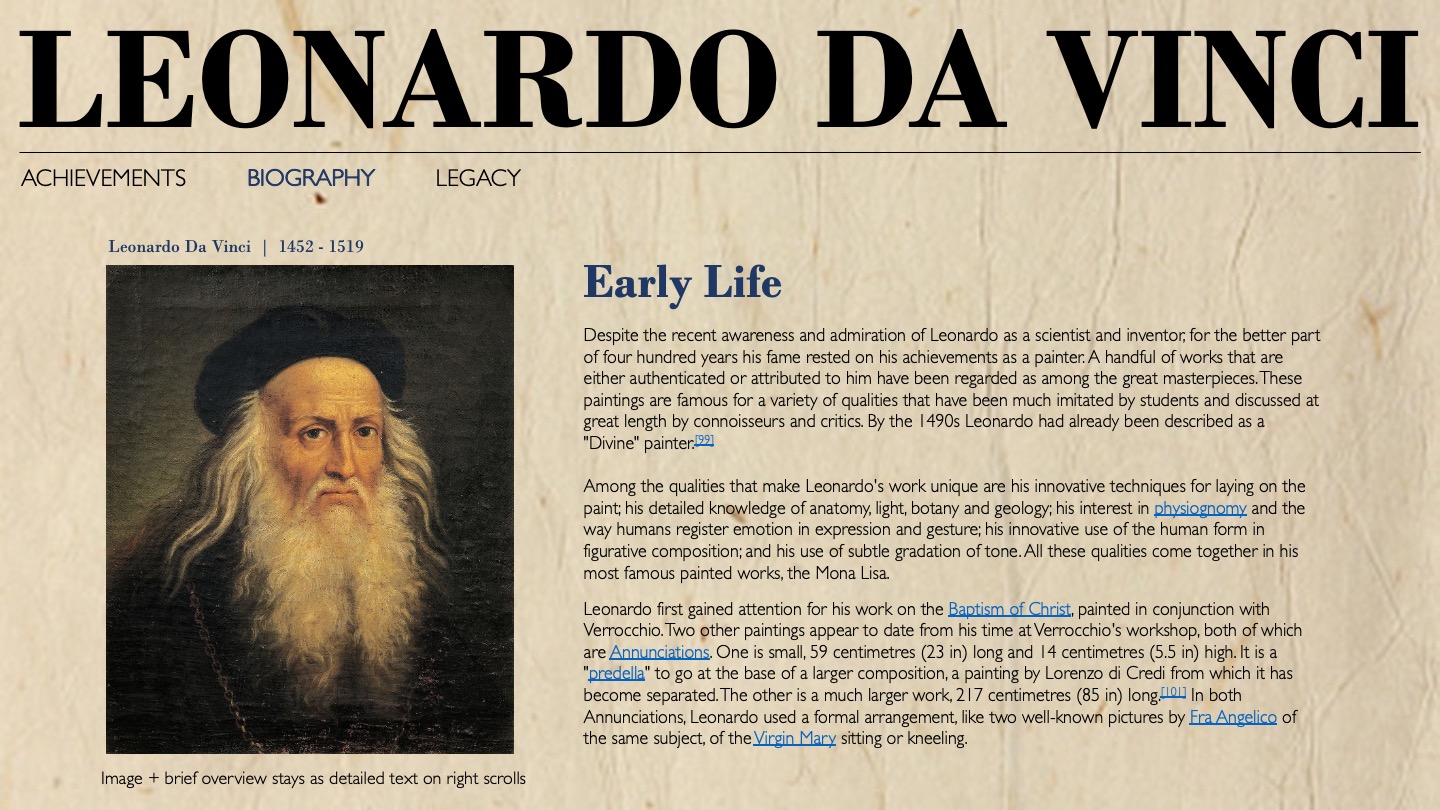 LEONARDO DA VINCI
ACHIEVEMENTS BIOGRAPHY LEGACY
Leonardo Da Vinci | 1452 - 1519
Image + brief overview stays as detailed text on right scrolls
Early Life
Despite the recent awareness and admiration of Leonardo as a scientist and inventor, for the better part
of four hundred years his fame rested on his achievements as a painter. A handful of works that are
either authenticated or attributed to him have been regarded as among the great masterpieces. These
paintings are famous for a variety of qualities that have been much imitated by students and discussed at
great length by connoisseurs and critics. By the 1490s Leonardo had already been described as a
"Divine" painter.[99]
Among the qualities that make Leonardo's work unique are his innovative techniques for laying on the
paint; his detailed knowledge of anatomy, light, botany and geology; his interest in physiognomy and the
way humans register emotion in expression and gesture; his innovative use of the human form in
figurative composition; and his use of subtle gradation of tone. All these qualities come together in his
most famous painted works, the Mona Lisa.
Leonardo first gained attention for his work on the Baptism of Christ, painted in conjunction with
Verrocchio. Two other paintings appear to date from his time at Verrocchio's workshop, both of which
are Annunciations. One is small, 59 centimetres (23 in) long and 14 centimetres (5.5 in) high. It is a
"predella" to go at the base of a larger composition, a painting by Lorenzo di Credi from which it has
become separated. The other is a much larger work, 217 centimetres (85 in) long.[101] In both
Annunciations, Leonardo used a formal arrangement, like two well-known pictures by Fra Angelico of
the same subject, of the Virgin Mary sitting or kneeling.